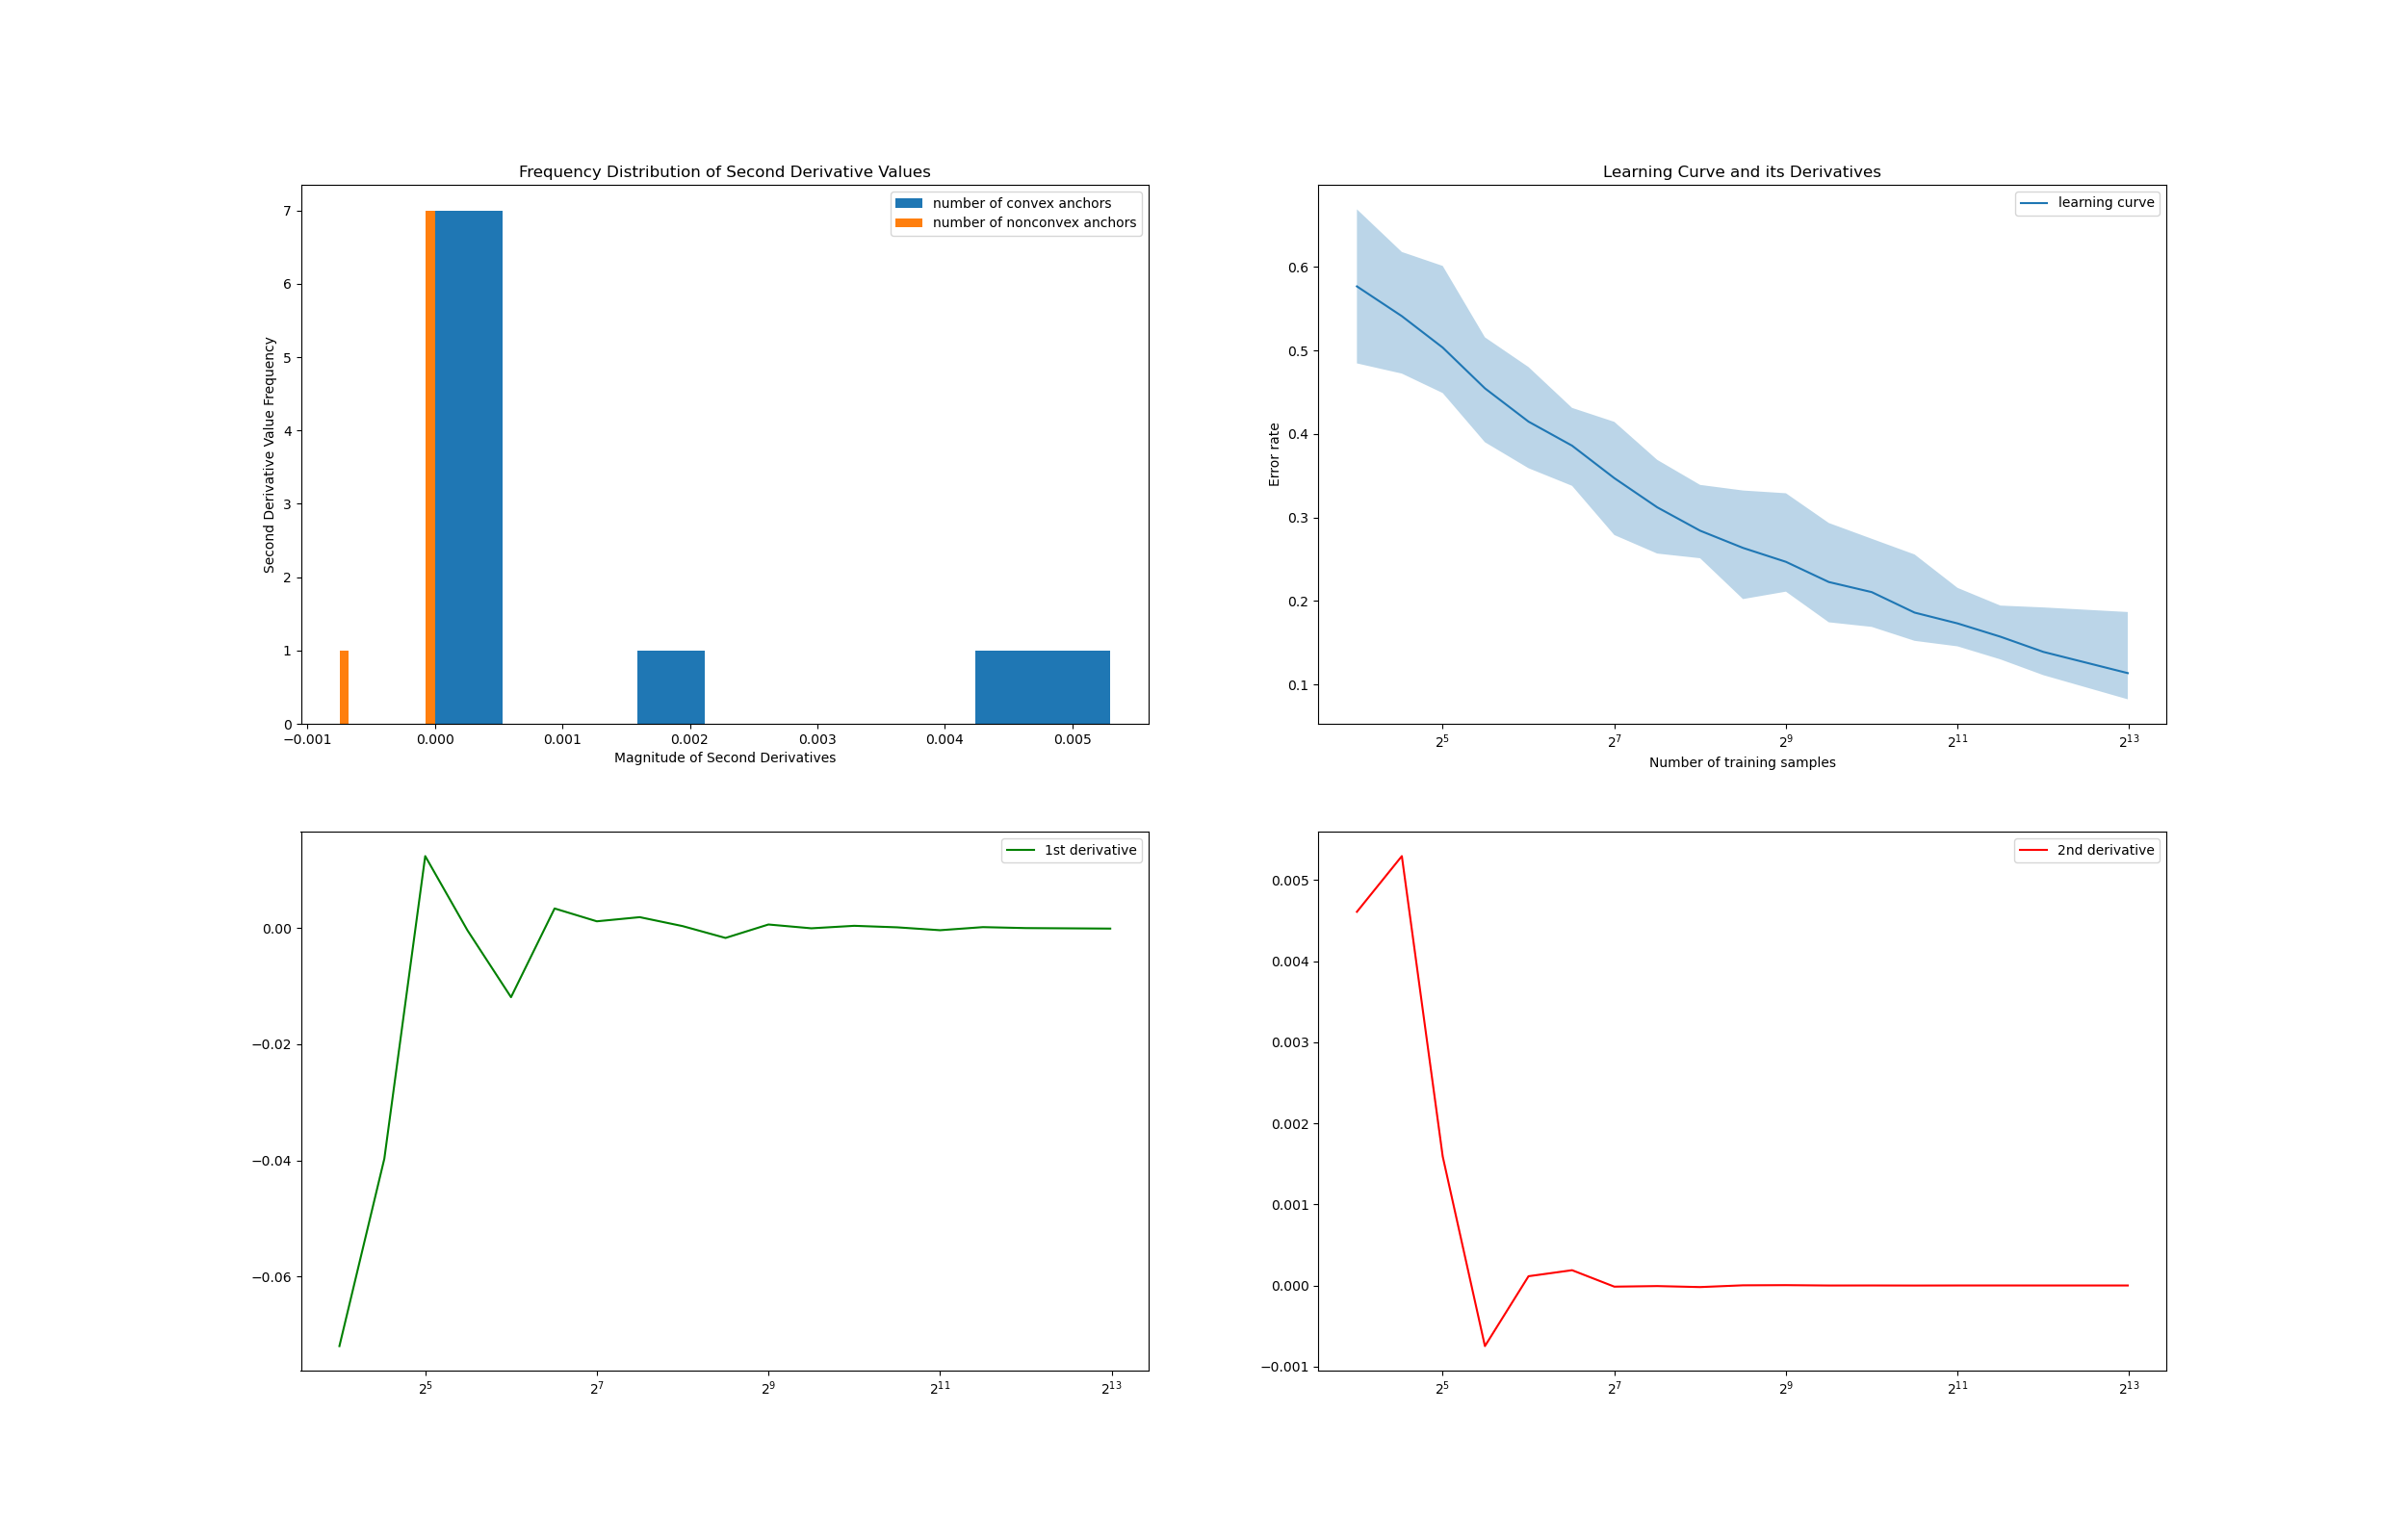 Frequency Distribution of Second Derivative Values
number of convex anchors
number of nonconvex anchors
Second Derivative Value Frequency
7
6
5
4
3
2
1
0
−0.001 0.000 0.001 0.002 0.003 0.004 0.005
Magnitude of Second Derivatives
Learning Curve and its Derivatives
learning curve
Error rate
0.6
0.5
0.4
0.3
0.2
0.1
2^5 2^7 2^9 2^11 2^13
Number of training samples
1st derivative
0.00
−0.02
−0.04
−0.06
2^5 2^7 2^9 2^11 2^13
2nd derivative
0.005
0.004
0.003
0.002
0.001
0.000
−0.001
2^5 2^7 2^9 2^11 2^13